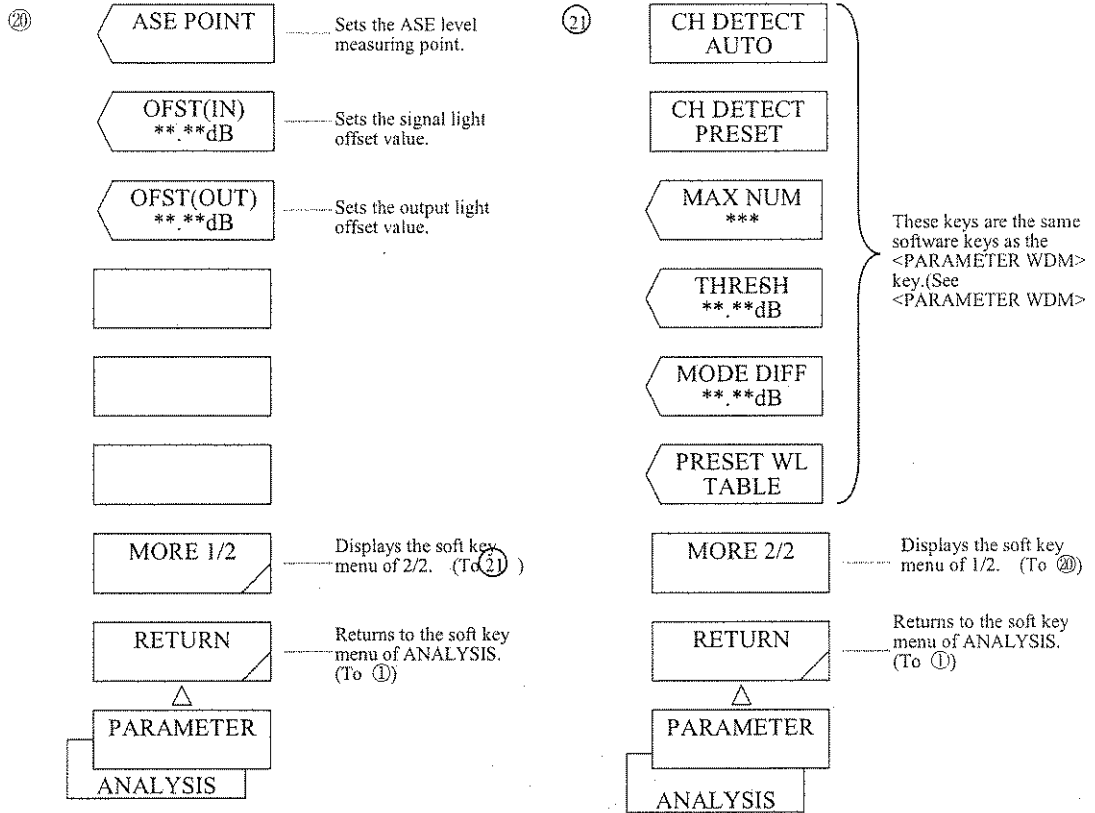 ⑳
ASE POINT
Sets the ASE level
measuring point.
OFST(IN)
**.**dB
Sets the signal light
offset value.
OFST(OUT)
**.**dB
Sets the output light
offset value.
MORE 1/2
Displays the soft key
menu of 2/2. (To ㉑ )
RETURN
Returns to the soft key
menu of ANALYSIS.
(To ①)
PARAMETER
ANALYSIS
㉑
CH DETECT
AUTO
CH DETECT
PRESET
MAX NUM
***
THRESH
**.**dB
MODE DIFF
**.**dB
PRESET WL
TABLE
These keys are the same
software keys as the
<PARAMETER WDM>
key.(See
<PARAMETER WDM>
MORE 2/2
Displays the soft key
menu of 1/2. (To ⑳)
RETURN
Returns to the soft key
menu of ANALYSIS.
(To ①)
PARAMETER
ANALYSIS